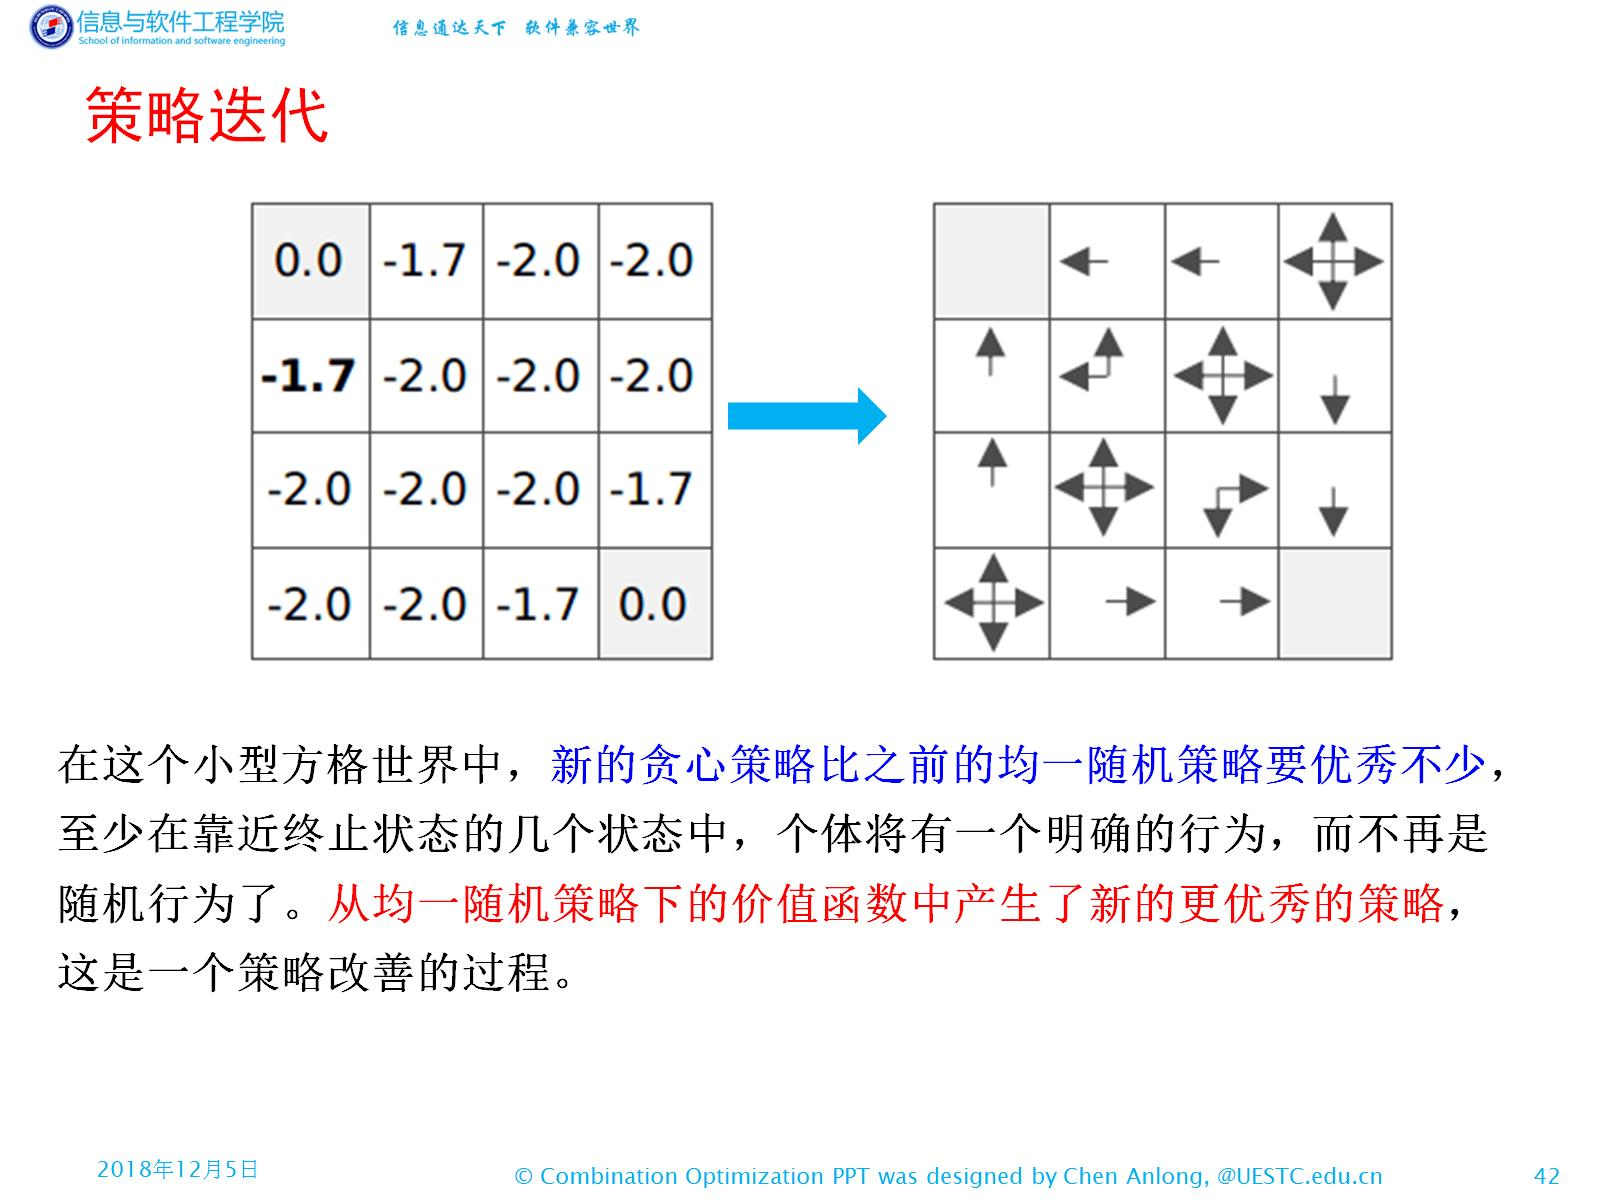 信息与软件工程学院
School of information and software engineering
信息通达天下 软件兼容世界
策略迭代
0.0 -1.7 -2.0 -2.0
-1.7 -2.0 -2.0 -2.0
-2.0 -2.0 -2.0 -1.7
-2.0 -2.0 -1.7 0.0
在这个小型方格世界中，新的贪心策略比之前的均一随机策略要优秀不少，
至少在靠近终止状态的几个状态中，个体将有一个明确的行为，而不再是
随机行为了。从均一随机策略下的价值函数中产生了新的更优秀的策略，
这是一个策略改善的过程。
2018年12月5日
© Combination Optimization PPT was designed by Chen Anlong, @UESTC.edu.cn
42